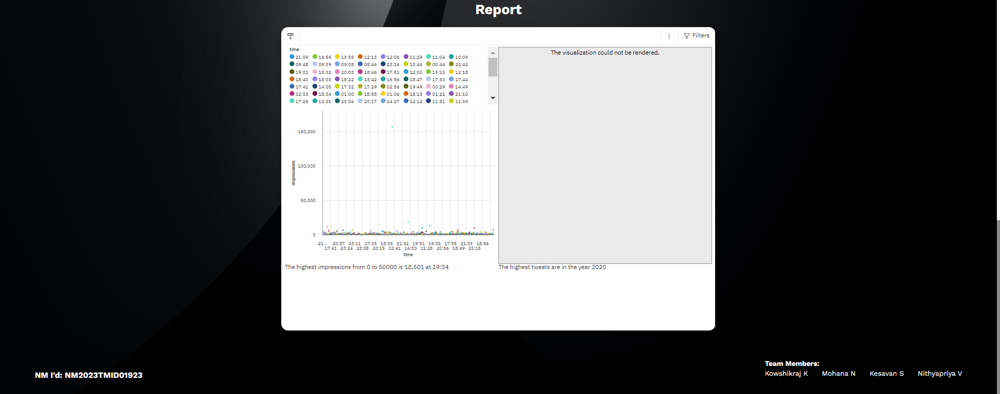 Report
Filters
time
21:09 16:59 13:55 12:13 12:06 11:29 11:04 10:09
09:48 09:39 09:05 08:46 23:36 13:46 00:46 22:42
19:01 15:32 20:03 18:46 17:51 12:00 15:15 12:18
18:40 18:03 18:22 15:42 16:56 18:47 17:53 17:44
17:41 14:05 17:32 17:29 02:56 19:49 00:29 14:49
02:33 18:34 01:00 18:58 01:06 18:15 01:22 21:10
17:26 12:21 23:04 20:17 14:27 12:12 11:51 11:39
The visualization could not be rendered.
150,000
100,000
50,000
0
impressions
21... 20:37 23:11 17:35 18:05 01:52 19:51 19:08 17:55 21:03 18:56
17:41 23:24 23:08 20:15 02:41 14:30 11:28 20:56 18:49 21:15
time
The highest impressions from 0 to 50000 is 18,501 at 19:34
The highest tweets are in the year 2020
NM I'd: NM2023TMID01923
Team Members:
Kowshikraj K Mohana N Kesavan S Nithyapriya V